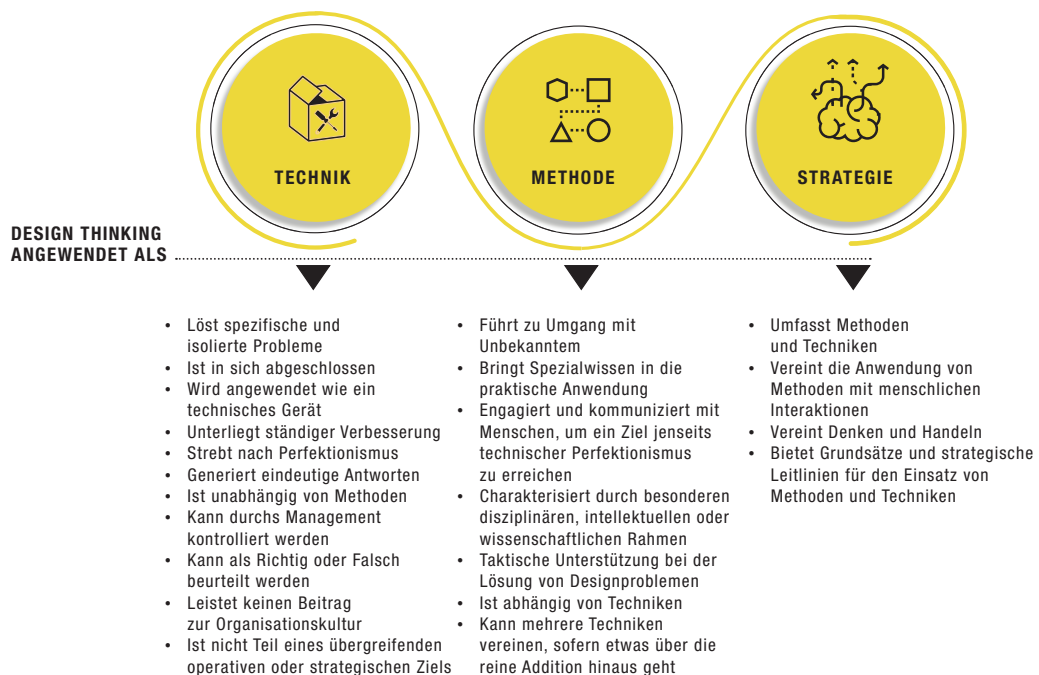 TECHNIK
METHODE
STRATEGIE
DESIGN THINKING
ANGEWENDET ALS
• Löst spezifische und
isolierte Probleme
• Ist in sich abgeschlossen
• Wird angewendet wie ein
technisches Gerät
• Unterliegt ständiger Verbesserung
• Strebt nach Perfektionismus
• Generiert eindeutige Antworten
• Ist unabhängig von Methoden
• Kann durchs Management
kontrolliert werden
• Kann als Richtig oder Falsch
beurteilt werden
• Leistet keinen Beitrag
zur Organisationskultur
• Ist nicht Teil eines übergreifenden
operativen oder strategischen Ziels
• Führt zu Umgang mit
Unbekanntem
• Bringt Spezialwissen in die
praktische Anwendung
• Engagiert und kommuniziert mit
Menschen, um ein Ziel jenseits
technischer Perfektionismus
zu erreichen
• Charakterisiert durch besonderen
disziplinären, intellektuellen oder
wissenschaftlichen Rahmen
• Taktische Unterstützung bei der
Lösung von Designproblemen
• Ist abhängig von Techniken
• Kann mehrere Techniken
vereinen, sofern etwas über die
reine Addition hinaus geht
• Umfasst Methoden
und Techniken
• Vereint die Anwendung von
Methoden mit menschlichen
Interaktionen
• Vereint Denken und Handeln
• Bietet Grundsätze und strategische
Leitlinien für den Einsatz von
Methoden und Techniken